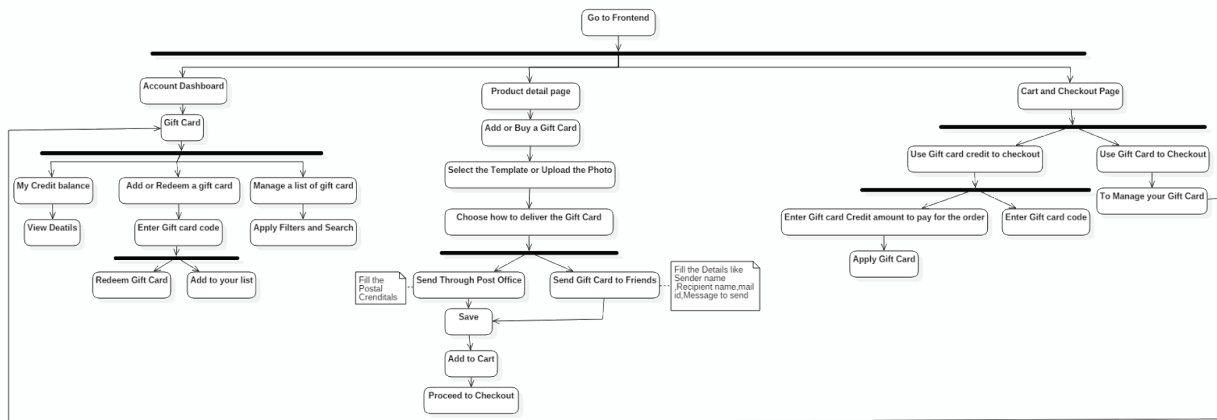 Go to Frontend
Account Dashboard
Product detail page
Cart and Checkout Page
Gift Card
Add or Buy a Gift Card
Use Gift card credit to checkout
Use Gift Card to Checkout
Select the Template or Upload the Photo
My Credit balance
Add or Redeem a gift card
Manage a list of gift card
To Manage your Gift Card
Choose how to deliver the Gift Card
Enter Gift card Credit amount to pay for the order
Enter Gift card code
View Deatils
Enter Gift card code
Apply Filters and Search
Apply Gift Card
Redeem Gift Card
Add to your list
Fill the
Postal
Crenditals
Send Through Post Office
Send Gift Card to Friends
Fill the Details like
Sender name
,Recipient name,mail
id,Message to send
Save
Add to Cart
Proceed to Checkout